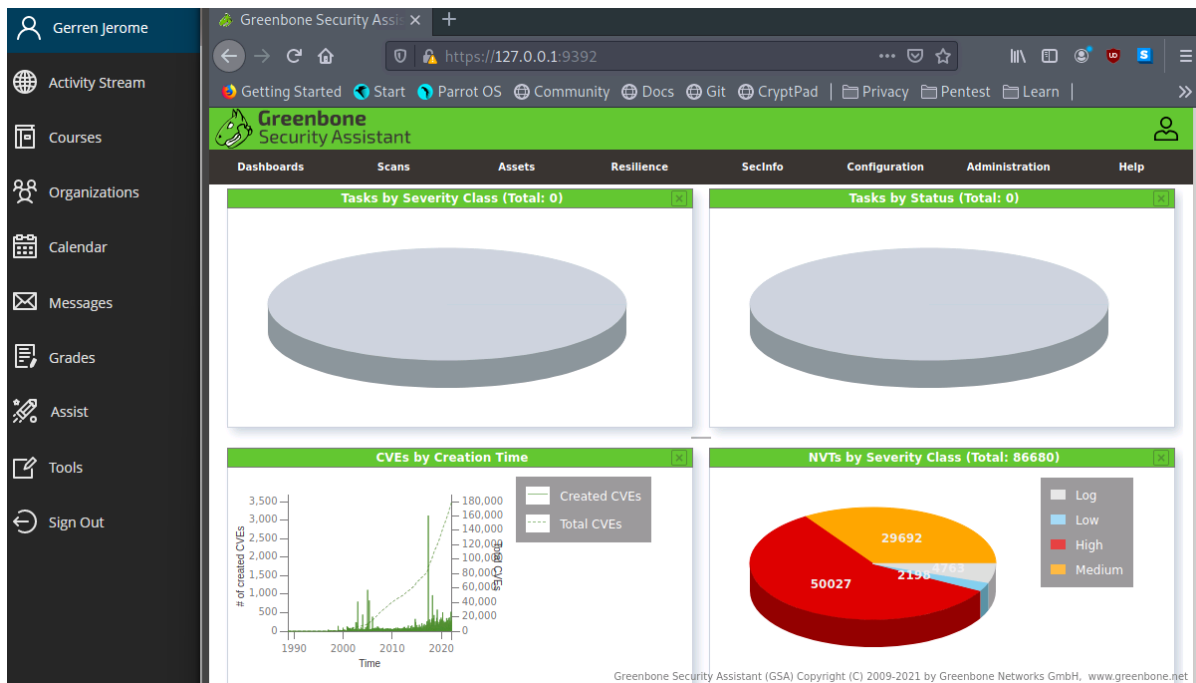 Gerren Jerome
Activity Stream
Courses
Organizations
Calendar
Messages
Grades
Assist
Tools
Sign Out
Greenbone Security Assis
https://127.0.0.1:9392
Getting Started Start Parrot OS Community Docs Git CryptPad Privacy Pentest Learn
Greenbone
Security Assistant
Dashboards Scans Assets Resilience SecInfo Configuration Administration Help
Tasks by Severity Class (Total: 0)
Tasks by Status (Total: 0)
CVEs by Creation Time
3,500
3,000
2,500
2,000
1,500
1,000
500
0
# of created CVEs
180,000
160,000
140,000
120,000
100,000
80,000
60,000
40,000
20,000
0
Total CVEs
1990 2000 2010 2020
Time
Created CVEs
Total CVEs
NVTs by Severity Class (Total: 86680)
29692
4763
2198
50027
Log
Low
High
Medium
Greenbone Security Assistant (GSA) Copyright (C) 2009-2021 by Greenbone Networks GmbH, www.greenbone.net